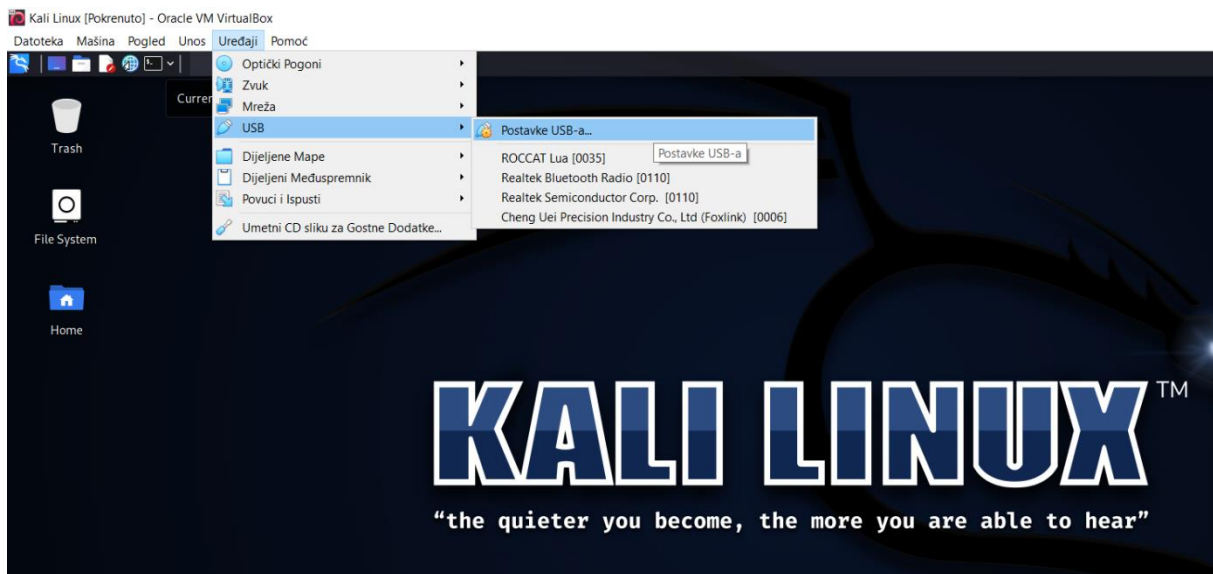 Kali Linux [Pokrenuto] - Oracle VM VirtualBox
Datoteka Mašina Pogled Unos Uređaji Pomoć
Optički Pogoni
Zvuk
Mreža
USB
Dijeljene Mape
Dijeljeni Međuspremnik
Povuci i Ispusti
Umetni CD sliku za Gostne Dodatke...
Postavke USB-a...
ROCCAT Lua [0035]
Postavke USB-a
Realtek Bluetooth Radio [0110]
Realtek Semiconductor Corp. [0110]
Cheng Uei Precision Industry Co., Ltd (Foxlink) [0006]
Trash
File System
Home
KALI LINUX TM
“the quieter you become, the more you are able to hear”